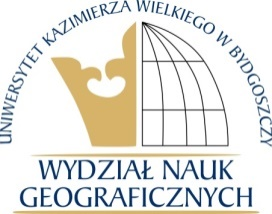 UNIWERSYTET KAZIMIERZA WIELKIEGO W BYDGOSZCZY
WYDZIAŁ NAUK
GEOGRAFICZNYCH